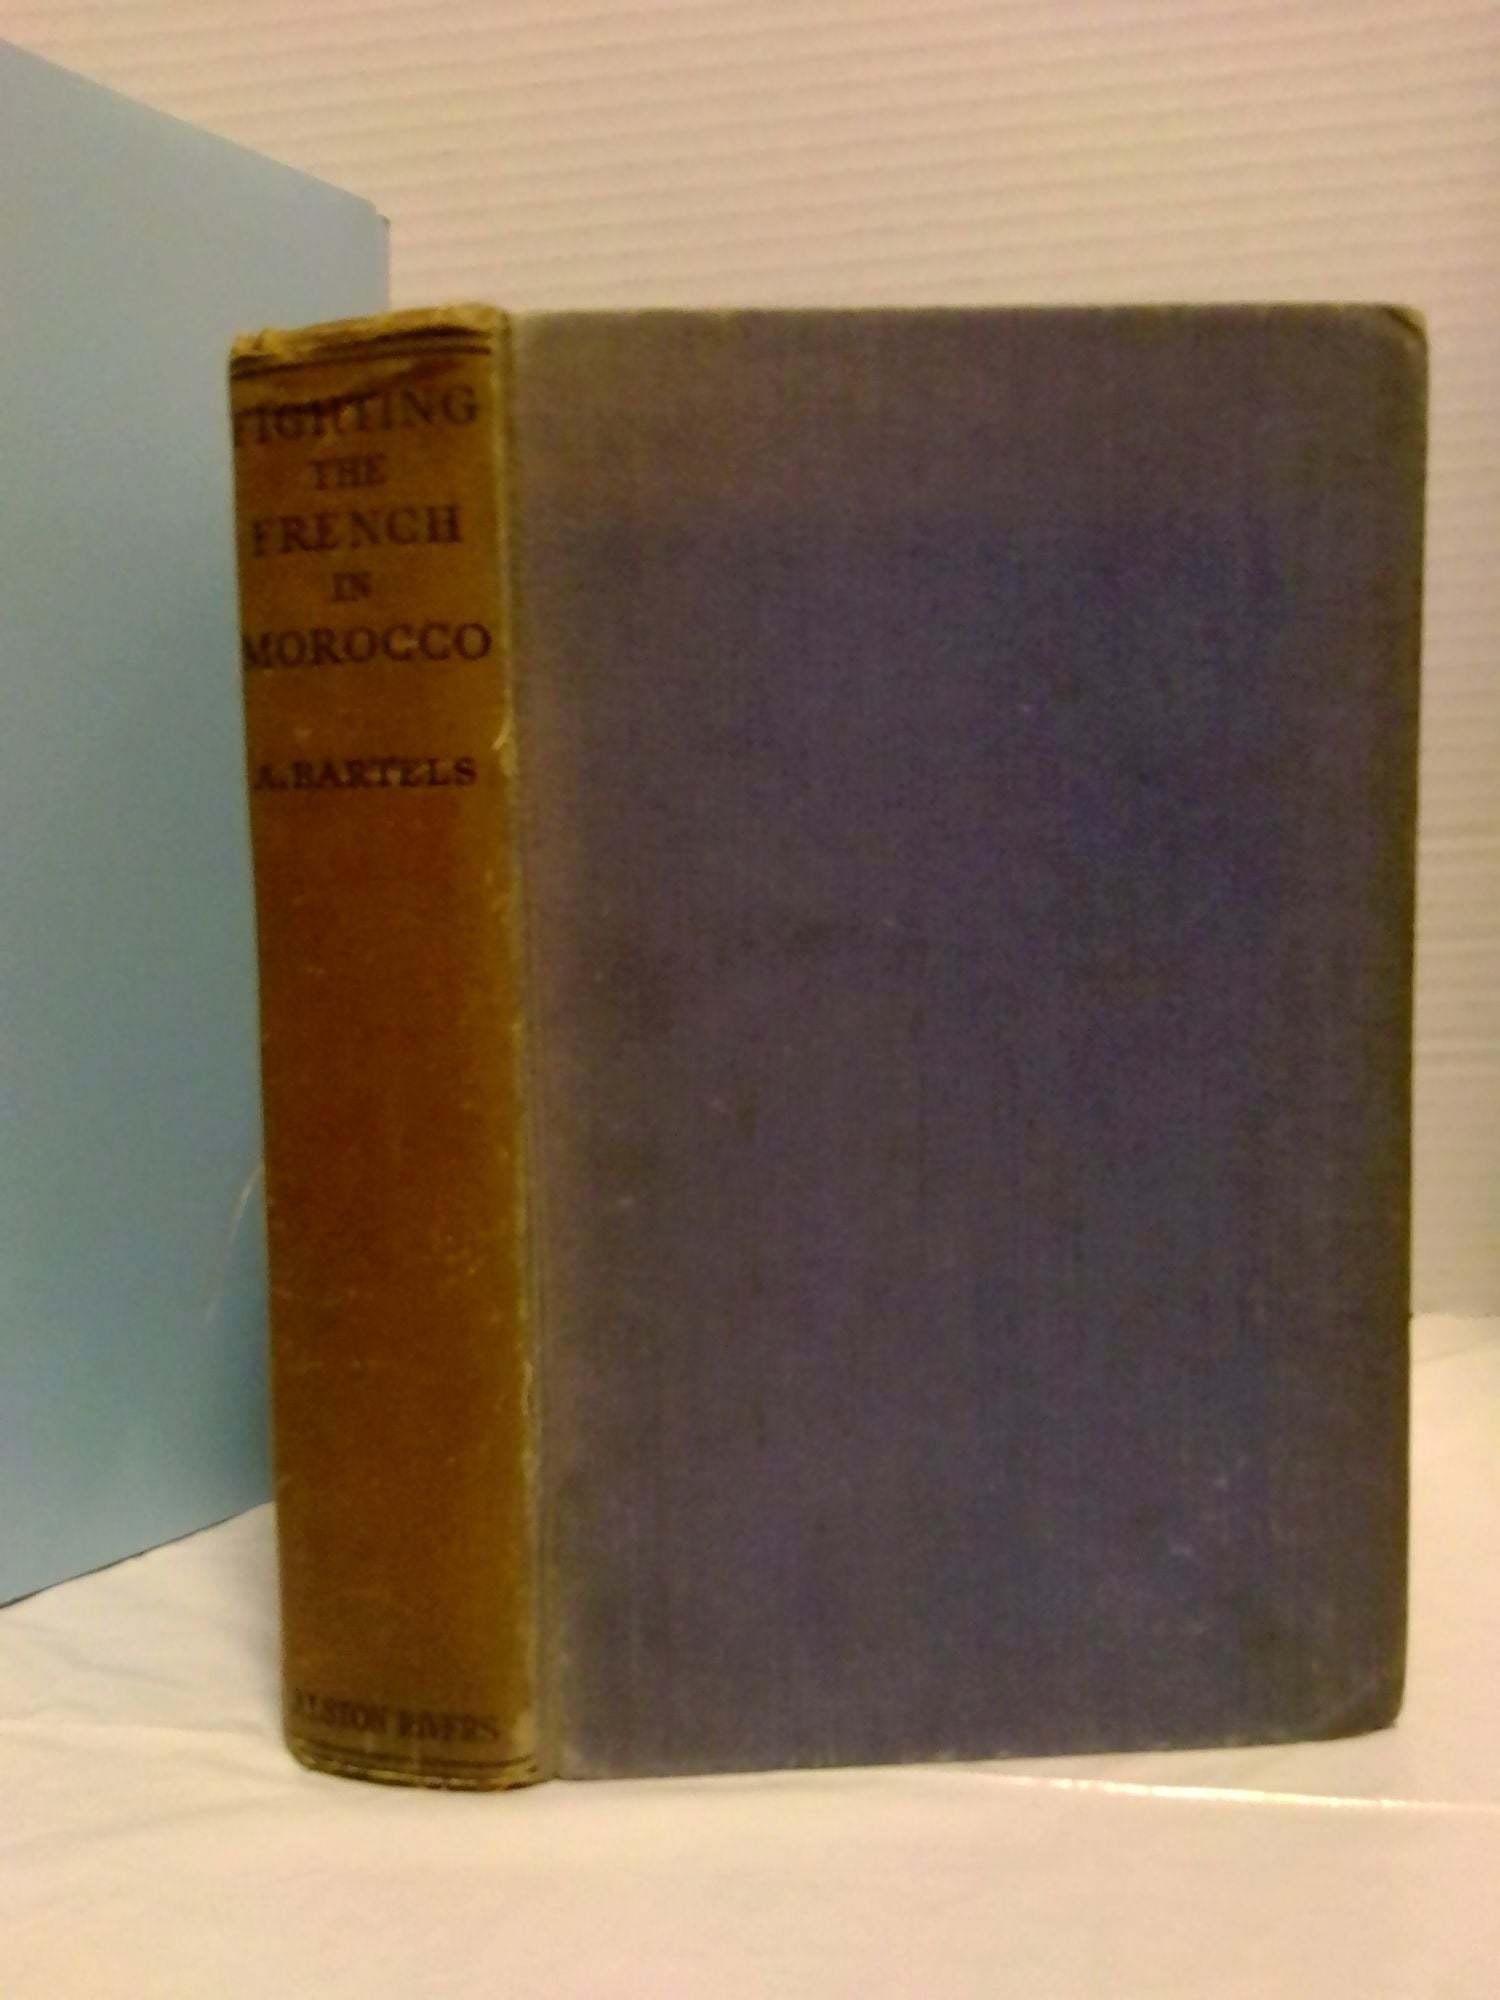 FIGHTING
THE
FRENCH
IN
MOROCCO
A. BARTELS
ALSTON RIVERS